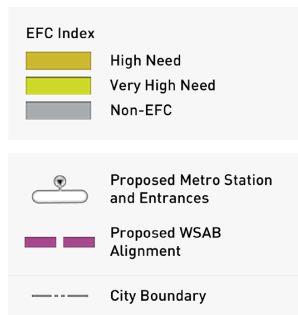 EFC Index
High Need
Very High Need
Non-EFC
Proposed Metro Station
and Entrances
Proposed WSAB
Alignment
City Boundary